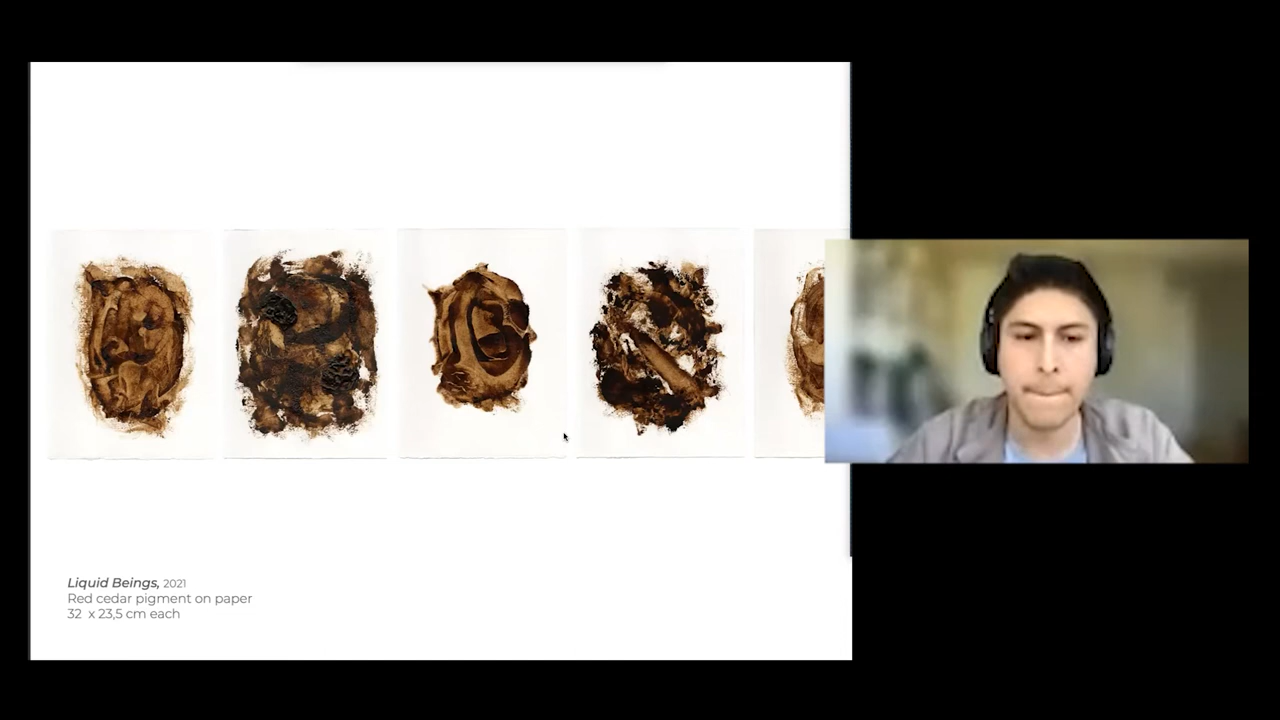 Liquid Beings, 2021
Red cedar pigment on paper
32 x 23,5 cm each